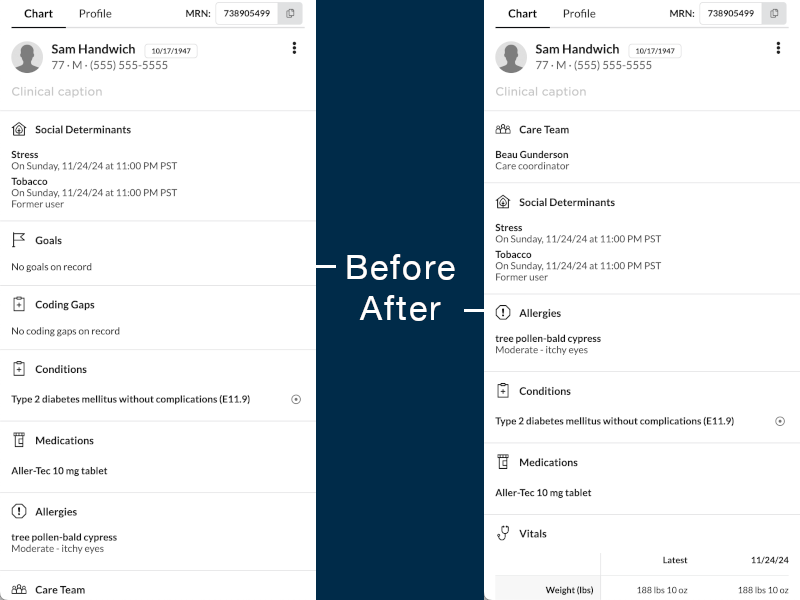 Chart Profile MRN: 738905499
Sam Handwich 10/17/1947
77 · M · (555) 555-5555
Clinical caption
Social Determinants
Stress
On Sunday, 11/24/24 at 11:00 PM PST
Tobacco
On Sunday, 11/24/24 at 11:00 PM PST
Former user
Goals
No goals on record
Coding Gaps
No coding gaps on record
Conditions
Type 2 diabetes mellitus without complications (E11.9)
Medications
Aller-Tec 10 mg tablet
Allergies
tree pollen-bald cypress
Moderate - itchy eyes
Care Team
Before
After
Chart Profile MRN: 738905499
Sam Handwich 10/17/1947
77 · M · (555) 555-5555
Clinical caption
Care Team
Beau Gunderson
Care coordinator
Social Determinants
Stress
On Sunday, 11/24/24 at 11:00 PM PST
Tobacco
On Sunday, 11/24/24 at 11:00 PM PST
Former user
Allergies
tree pollen-bald cypress
Moderate - itchy eyes
Conditions
Type 2 diabetes mellitus without complications (E11.9)
Medications
Aller-Tec 10 mg tablet
Vitals
Latest 11/24/24
Weight (lbs) 188 lbs 10 oz 188 lbs 10 oz